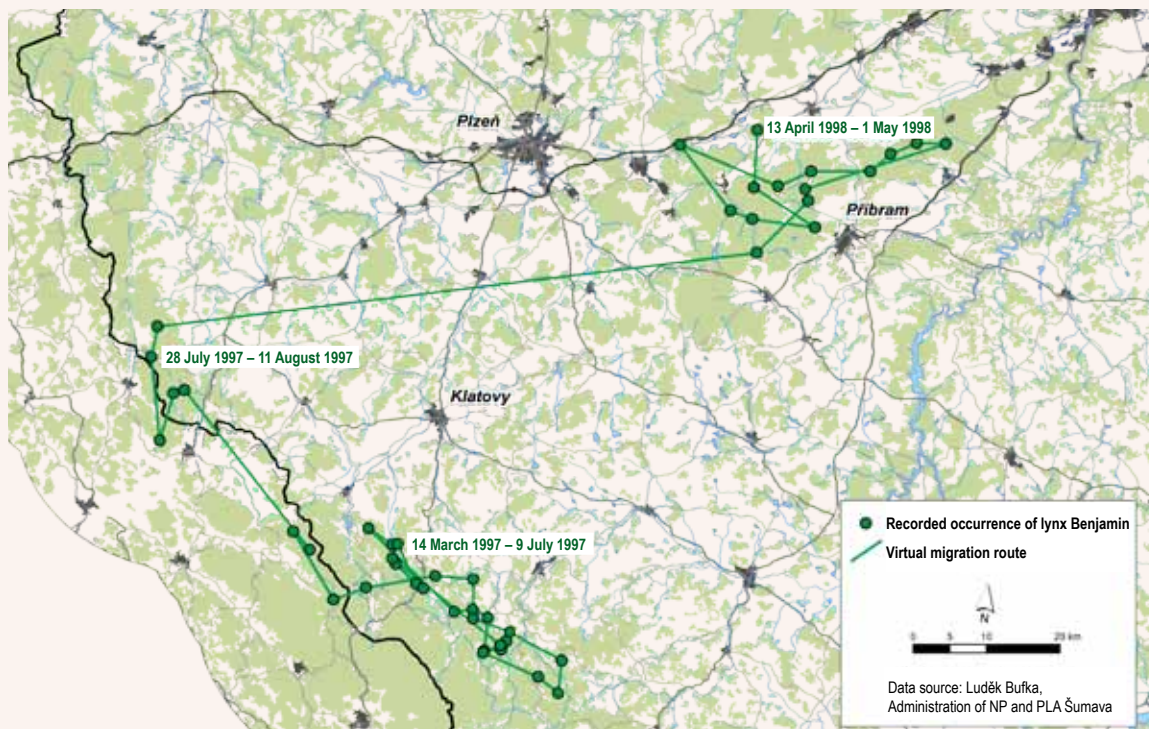 Plzeň
13 April 1998 – 1 May 1998
Příbram
28 July 1997 – 11 August 1997
Klatovy
14 March 1997 – 9 July 1997
Recorded occurrence of lynx Benjamin
Virtual migration route
N
0 5 10 20 km
Data source: Luděk Bufka,
Administration of NP and PLA Šumava